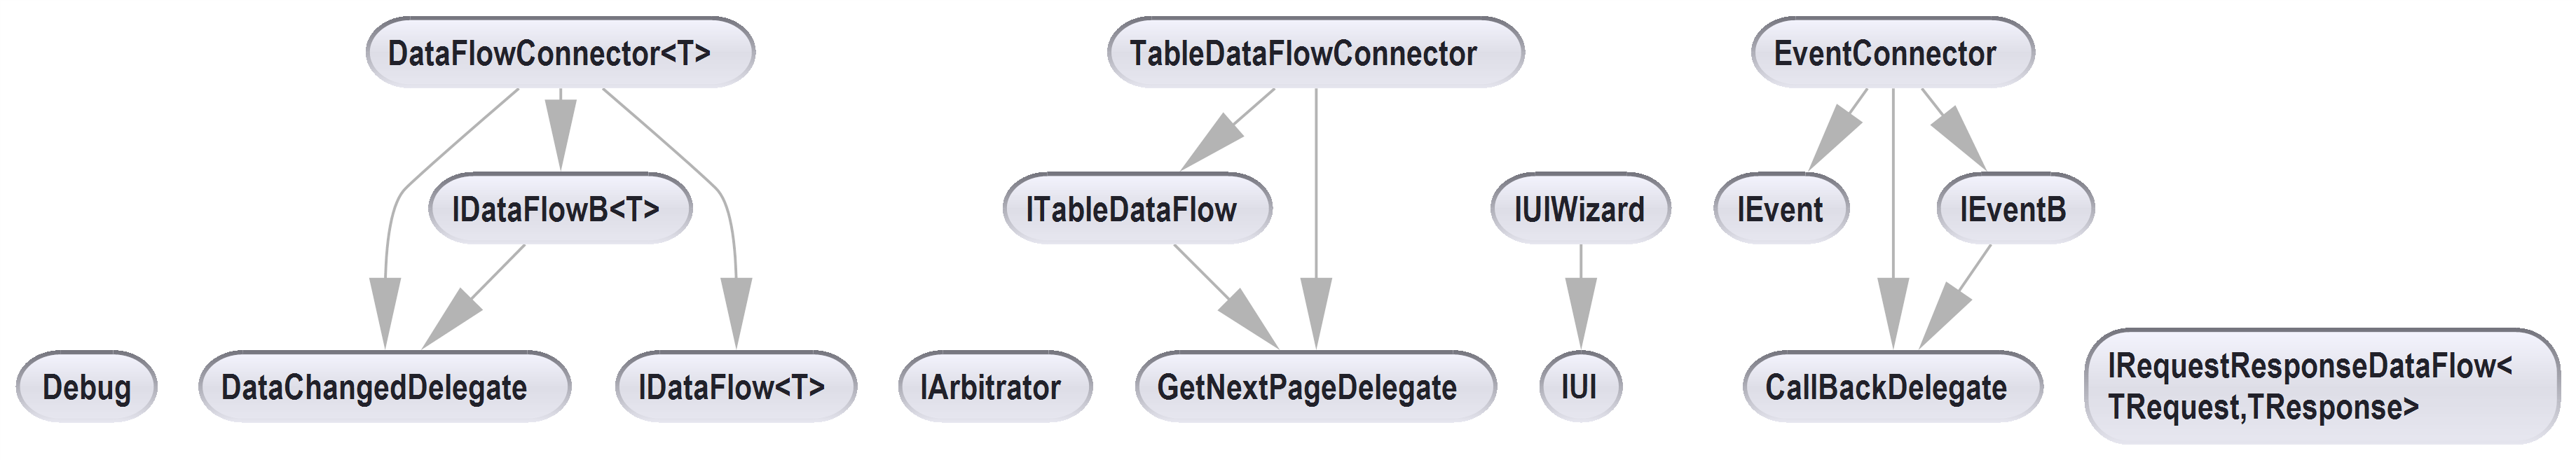 DataFlowConnector<T>
TableDataFlowConnector
EventConnector
IDataFlowB<T>
ITableDataFlow
IUIWizard
IEvent
IEventB
Debug
DataChangedDelegate
IDataFlow<T>
IArbitrator
GetNextPageDelegate
IUI
CallBackDelegate
IRequestResponseDataFlow<
TRequest,TResponse>